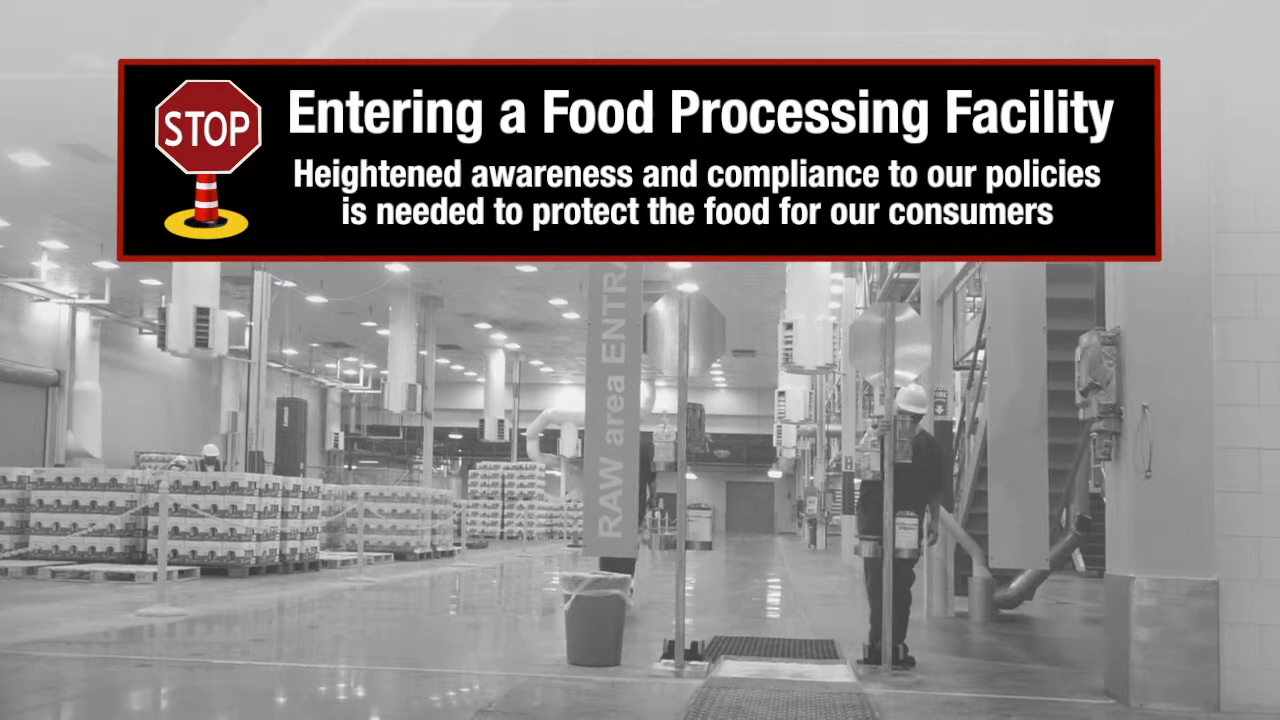 STOP
Entering a Food Processing Facility
Heightened awareness and compliance to our policies
is needed to protect the food for our consumers
RAW area ENTRA